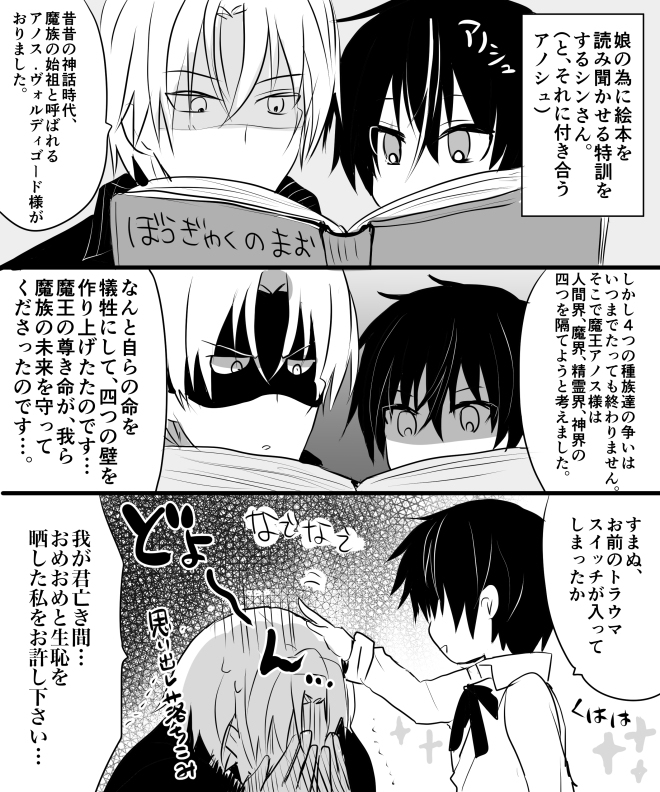 娘の為に絵本を
読み聞かせる特訓を
するシンさん。
(と、それに付き合う
アノシュ)
アノシュ
昔昔の神話時代、
魔族の始祖と呼ばれる
アノス.ヴォルディゴード様が
おりました。
ぼうぎゃくのまお
しかし4つの種族達の争いは
いつまでたっても終わりません。
そこで魔王アノス様は
人間界、魔界、精霊界、神界の
四つを隔てようと考えました。
なんと自らの命を
犠牲にして、四つの壁を
作り上げたたのです…
魔王の尊き命が、我ら
魔族の未来を守って
くださったのです…。
すまぬ、
お前のトラウマ
スイッチが入って
しまったか
くはは
なでなで
どよ〜ん…
思い出し落ちこみ
我が君亡き間…
おめおめと生恥を
晒した私をお許し下さい…